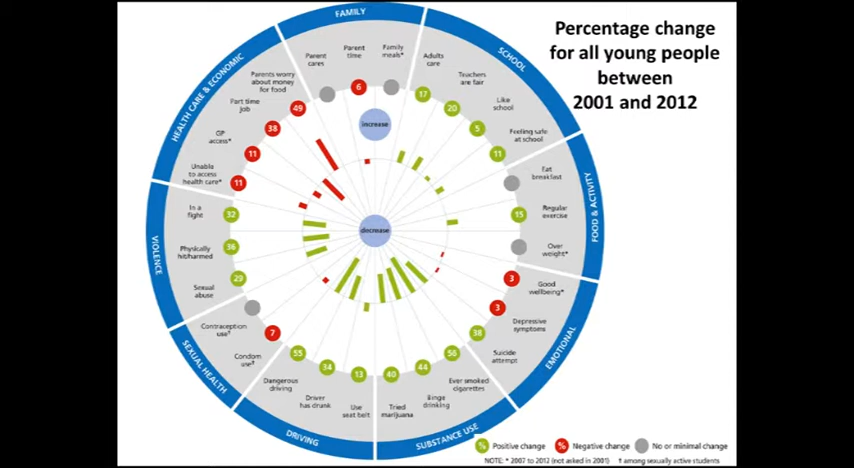 Percentage change
for all young people
between
2001 and 2012
FAMILY
Parent
cares
Parent
time
6
Family
meals*
SCHOOL
Adults
care
17
Teachers
are fair
20
Like
school
5
Feeling safe
at school
11
FOOD & ACTIVITY
Eat
breakfast
Regular
exercise
15
Over
weight*
EMOTIONAL
Good
wellbeing*
3
Depressive
symptoms
3
Suicide
attempt
38
SUBSTANCE USE
Ever smoked
cigarettes
56
Binge
drinking
44
Tried
marijuana
40
DRIVING
Use
seat belt
13
Driver
has drunk
34
Dangerous
driving
55
SEXUAL HEALTH
Condom
use†
7
Contraception
use†
VIOLENCE
Sexual
abuse
29
Physically
hit/harmed
36
In a
fight
32
HEALTH CARE & ECONOMIC
Unable
to access
health care*
11
GP
access*
11
Part time
job
38
Parents worry
about money
for food
49
increase
decrease
% Positive change
% Negative change
No or minimal change
NOTE: * 2007 to 2012 (not asked in 2001) † among sexually active students